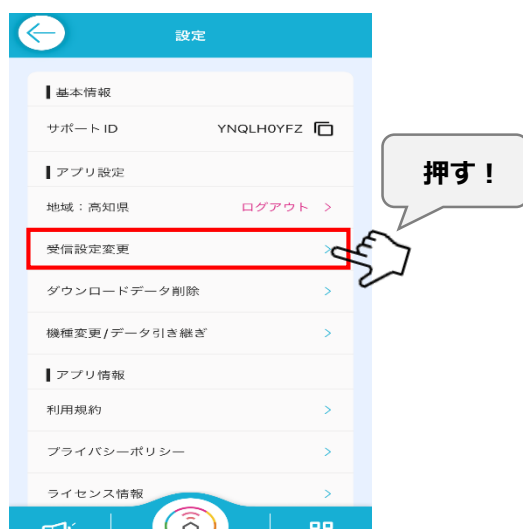 設定
基本情報
サポートID YNQLH0YFZ
アプリ設定
押す！
地域：高知県 ログアウト >
受信設定変更 >
ダウンロードデータ削除 >
機種変更/データ引き継ぎ >
アプリ情報
利用規約 >
プライバシーポリシー >
ライセンス情報 >